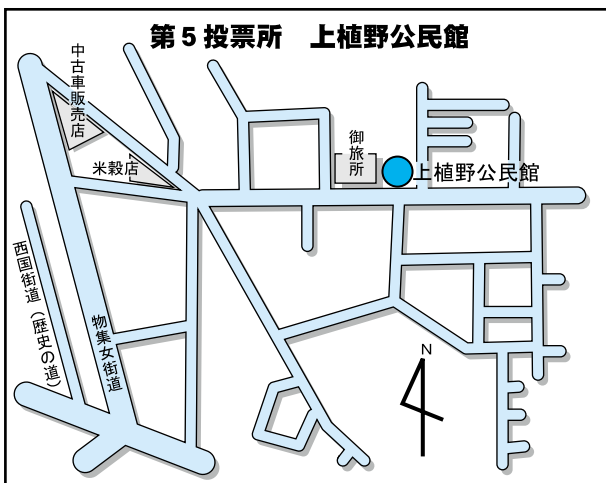 第5投票所　上植野公民館
中古車販売店
米穀店
御旅所
上植野公民館
西国街道（歴史の道）
物集女街道
N